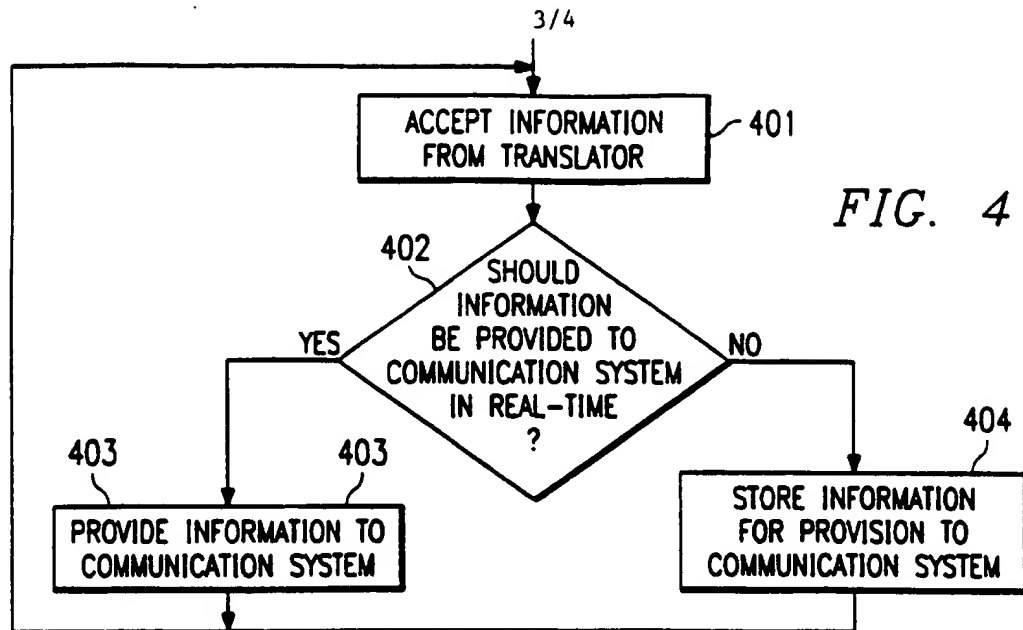 3/4
ACCEPT INFORMATION
FROM TRANSLATOR
401
FIG. 4
402
SHOULD
INFORMATION
BE PROVIDED TO
COMMUNICATION SYSTEM
IN REAL-TIME
?
YES
NO
403
403
PROVIDE INFORMATION TO
COMMUNICATION SYSTEM
404
STORE INFORMATION
FOR PROVISION TO
COMMUNICATION SYSTEM